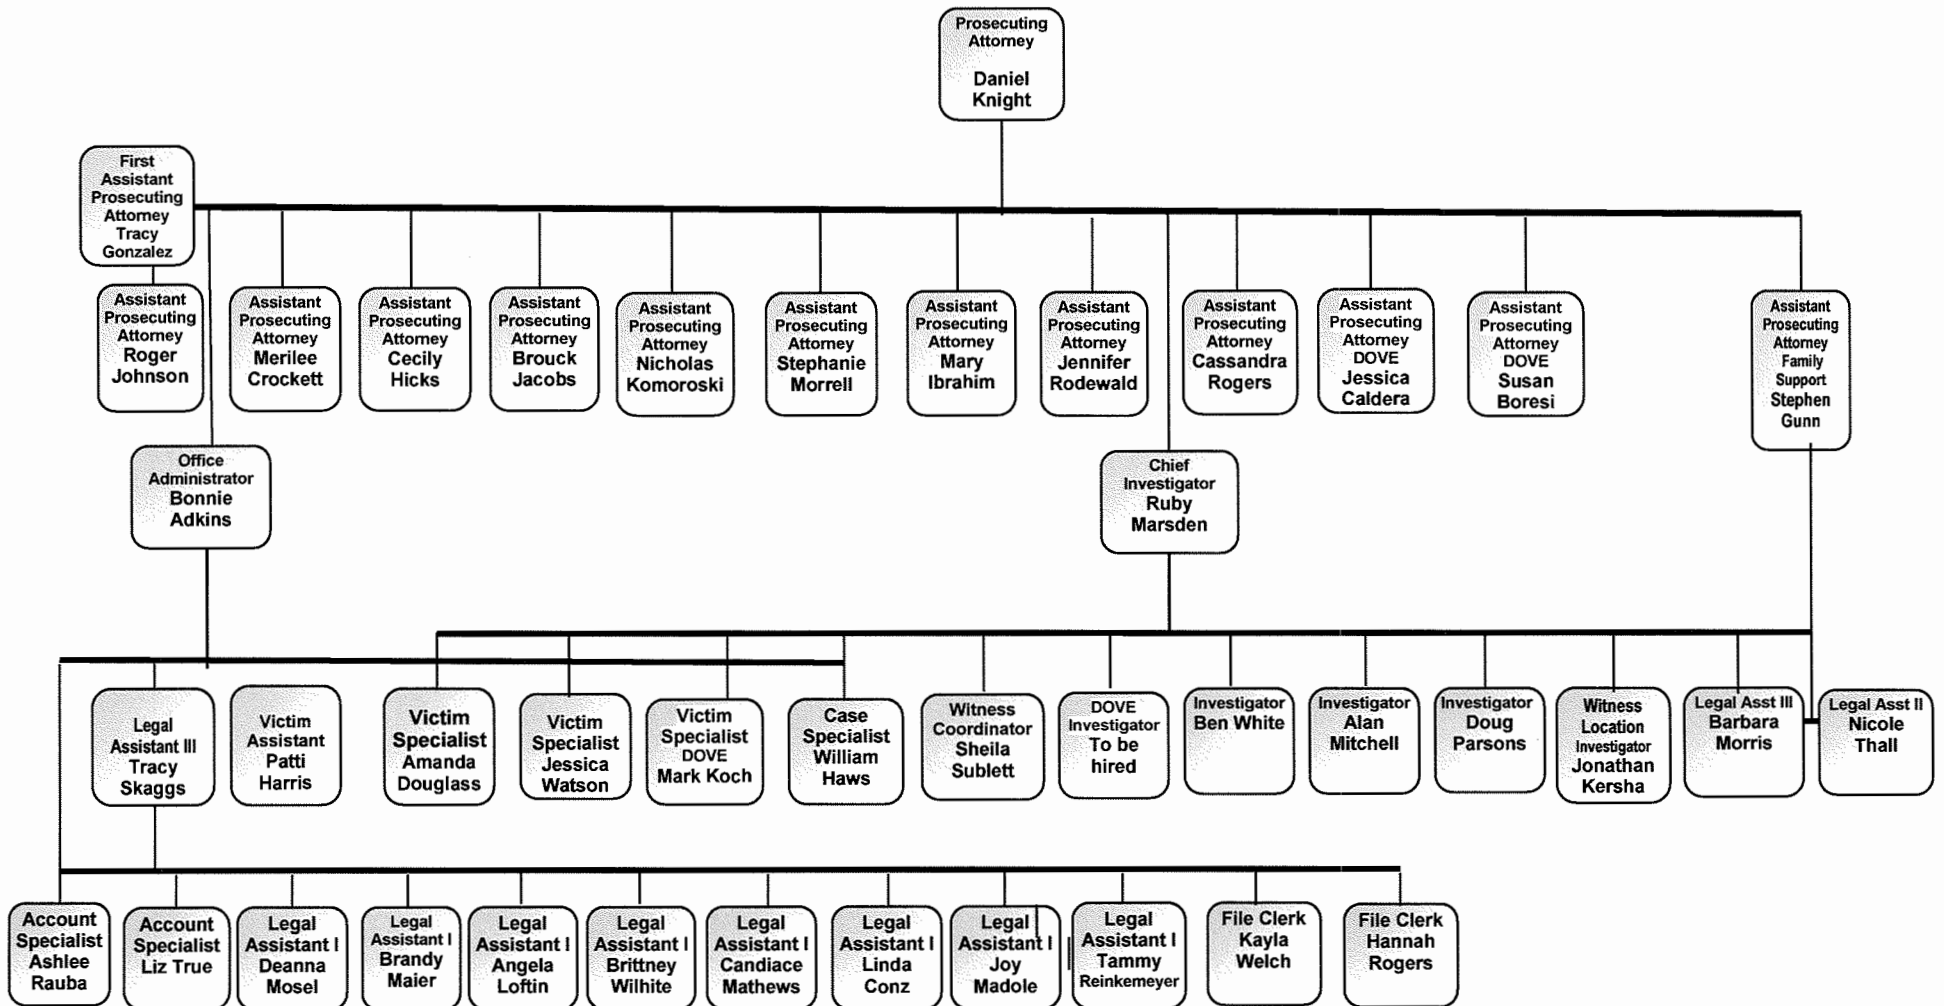 Prosecuting
Attorney
Daniel
Knight
First
Assistant
Prosecuting
Attorney
Tracy
Gonzalez
Assistant
Prosecuting
Attorney
Roger
Johnson
Assistant
Prosecuting
Attorney
Merilee
Crockett
Assistant
Prosecuting
Attorney
Cecily
Hicks
Assistant
Prosecuting
Attorney
Brouck
Jacobs
Assistant
Prosecuting
Attorney
Nicholas
Komoroski
Assistant
Prosecuting
Attorney
Stephanie
Morrell
Assistant
Prosecuting
Attorney
Mary
Ibrahim
Assistant
Prosecuting
Attorney
Jennifer
Rodewald
Assistant
Prosecuting
Attorney
Cassandra
Rogers
Assistant
Prosecuting
Attorney
DOVE
Jessica
Caldera
Assistant
Prosecuting
Attorney
DOVE
Susan
Boresi
Assistant
Prosecuting
Attorney
Family
Support
Stephen
Gunn
Office
Administrator
Bonnie
Adkins
Chief
Investigator
Ruby
Marsden
Legal
Assistant III
Tracy
Skaggs
Victim
Assistant
Patti
Harris
Victim
Specialist
Amanda
Douglass
Victim
Specialist
Jessica
Watson
Victim
Specialist
DOVE
Mark Koch
Case
Specialist
William
Haws
Witness
Coordinator
Sheila
Sublett
DOVE
Investigator
To be
hired
Investigator
Ben White
Investigator
Alan
Mitchell
Investigator
Doug
Parsons
Witness
Location
Investigator
Jonathan
Kersha
Legal Asst III
Barbara
Morris
Legal Asst II
Nicole
Thall
Account
Specialist
Ashlee
Rauba
Account
Specialist
Liz True
Legal
Assistant I
Deanna
Mosel
Legal
Assistant I
Brandy
Maier
Legal
Assistant I
Angela
Loftin
Legal
Assistant I
Brittney
Wilhite
Legal
Assistant I
Candiace
Mathews
Legal
Assistant I
Linda
Conz
Legal
Assistant I
Joy
Madole
Legal
Assistant I
Tammy
Reinkemeyer
File Clerk
Kayla
Welch
File Clerk
Hannah
Rogers